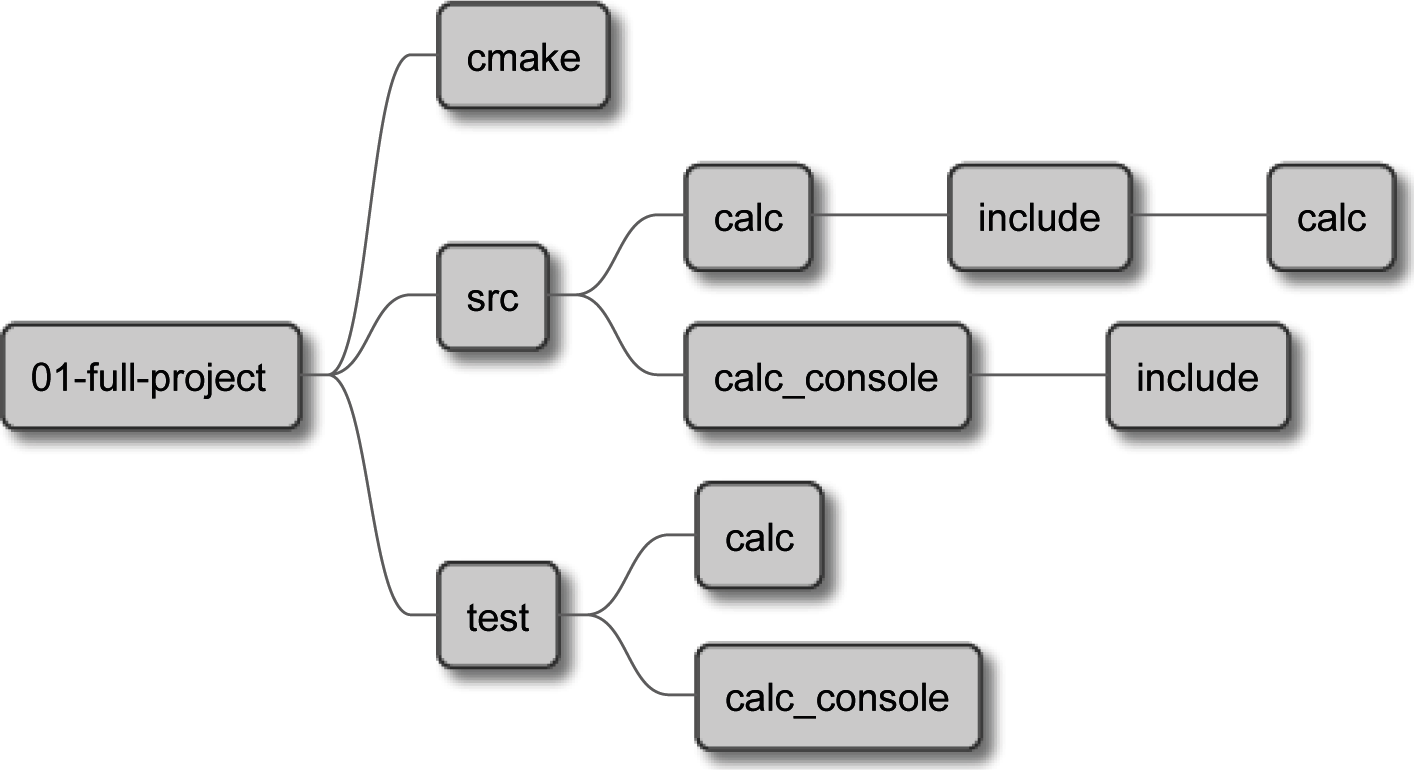 cmake
calc
include
calc
src
01-full-project
calc_console
include
calc
test
calc_console